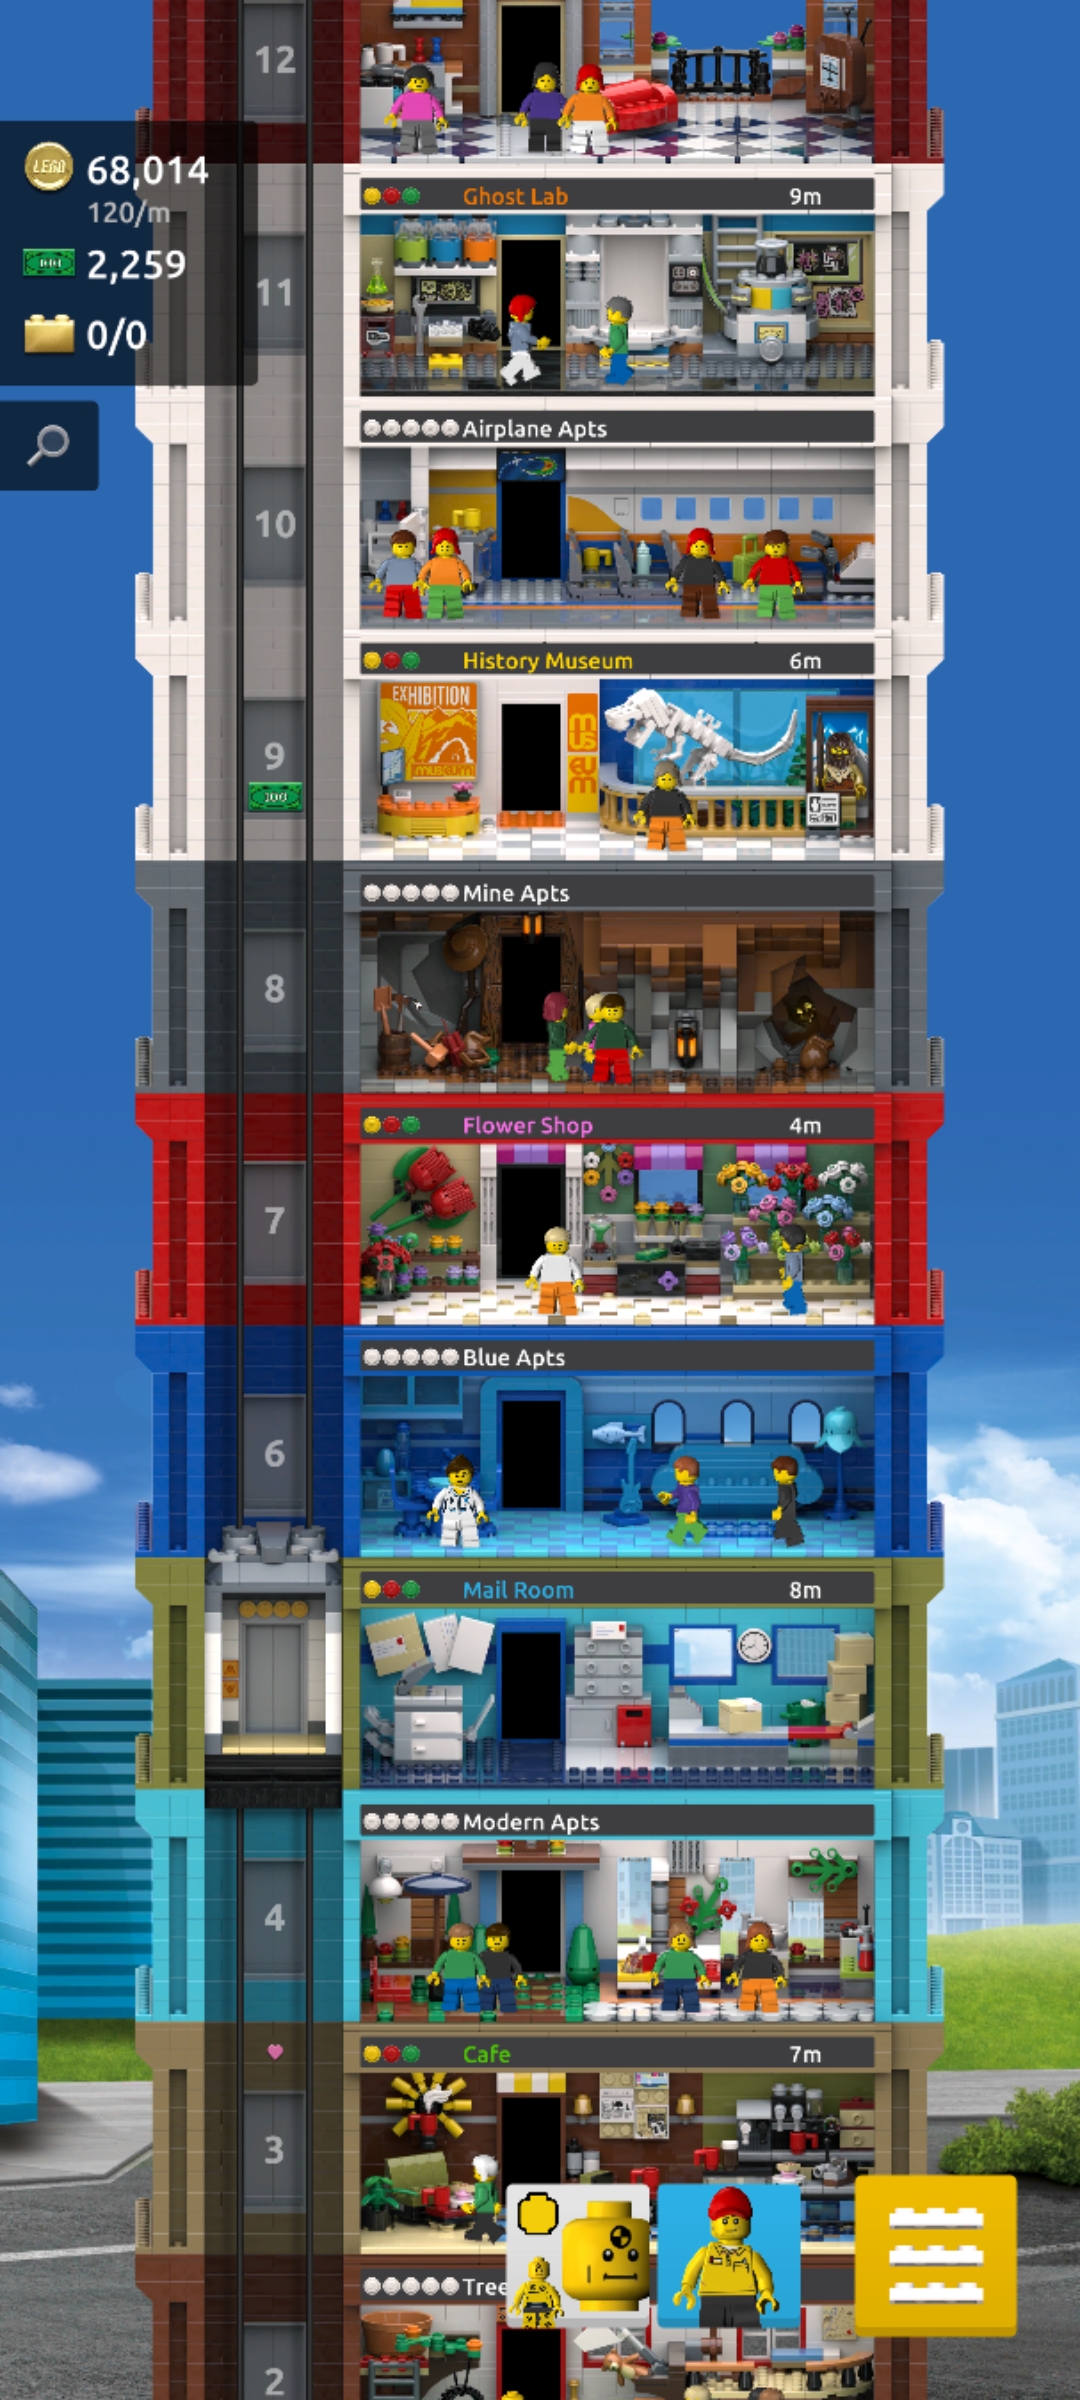 12
LEGO 68,014
120/m
2,259
0/0
Ghost Lab 9m
11
Airplane Apts
10
History Museum 6m
EXHIBITION
MUSEUM
9
Mine Apts
8
Flower Shop 4m
7
Blue Apts
6
Mail Room 8m
Modern Apts
4
Cafe 7m
3
Tree
2